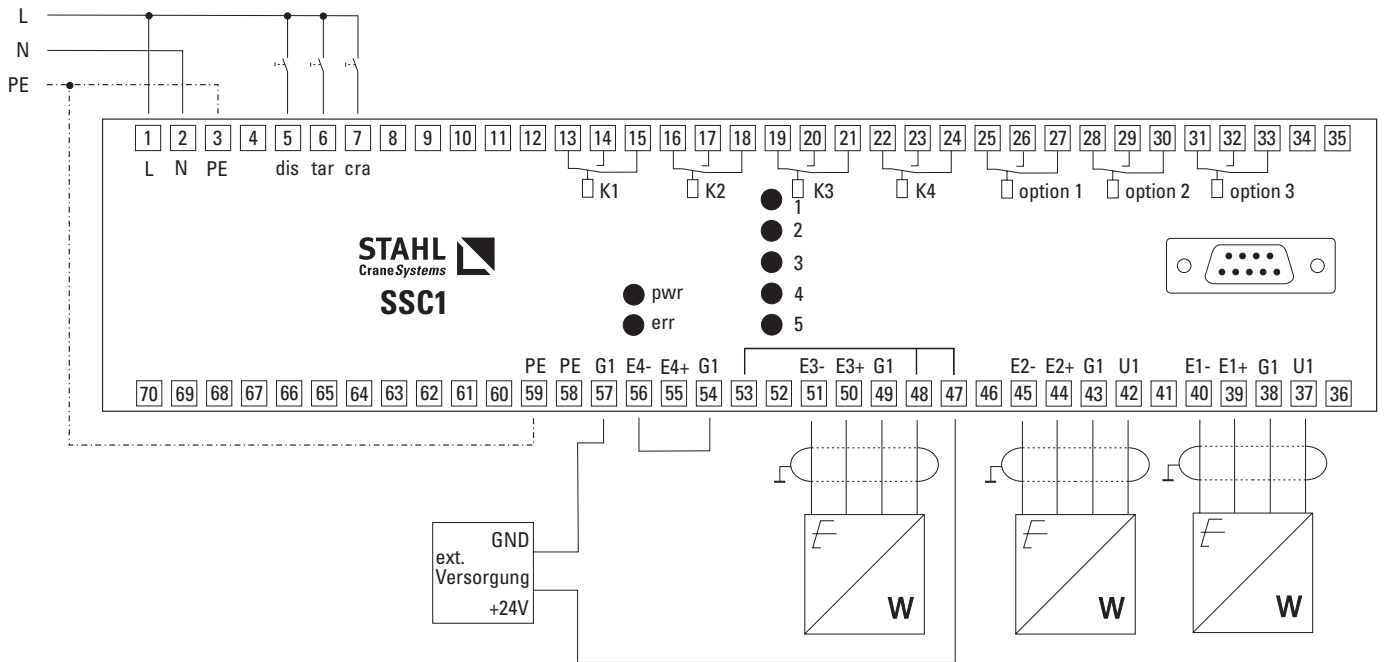 L
N
PE
1 2 3 4 5 6 7 8 9 10 11 12 13 14 15 16 17 18 19 20 21 22 23 24 25 26 27 28 29 30 31 32 33 34 35
L N PE dis tar cra
K1 K2 K3 K4 option 1 option 2 option 3
1
2
3
4
5
STAHL
CraneSystems
SSC1
pwr
err
PE PE G1 E4- E4+ G1 E3- E3+ G1 E2- E2+ G1 U1 E1- E1+ G1 U1
70 69 68 67 66 65 64 63 62 61 60 59 58 57 56 55 54 53 52 51 50 49 48 47 46 45 44 43 42 41 40 39 38 37 36
GND
ext.
Versorgung
+24V
W W W